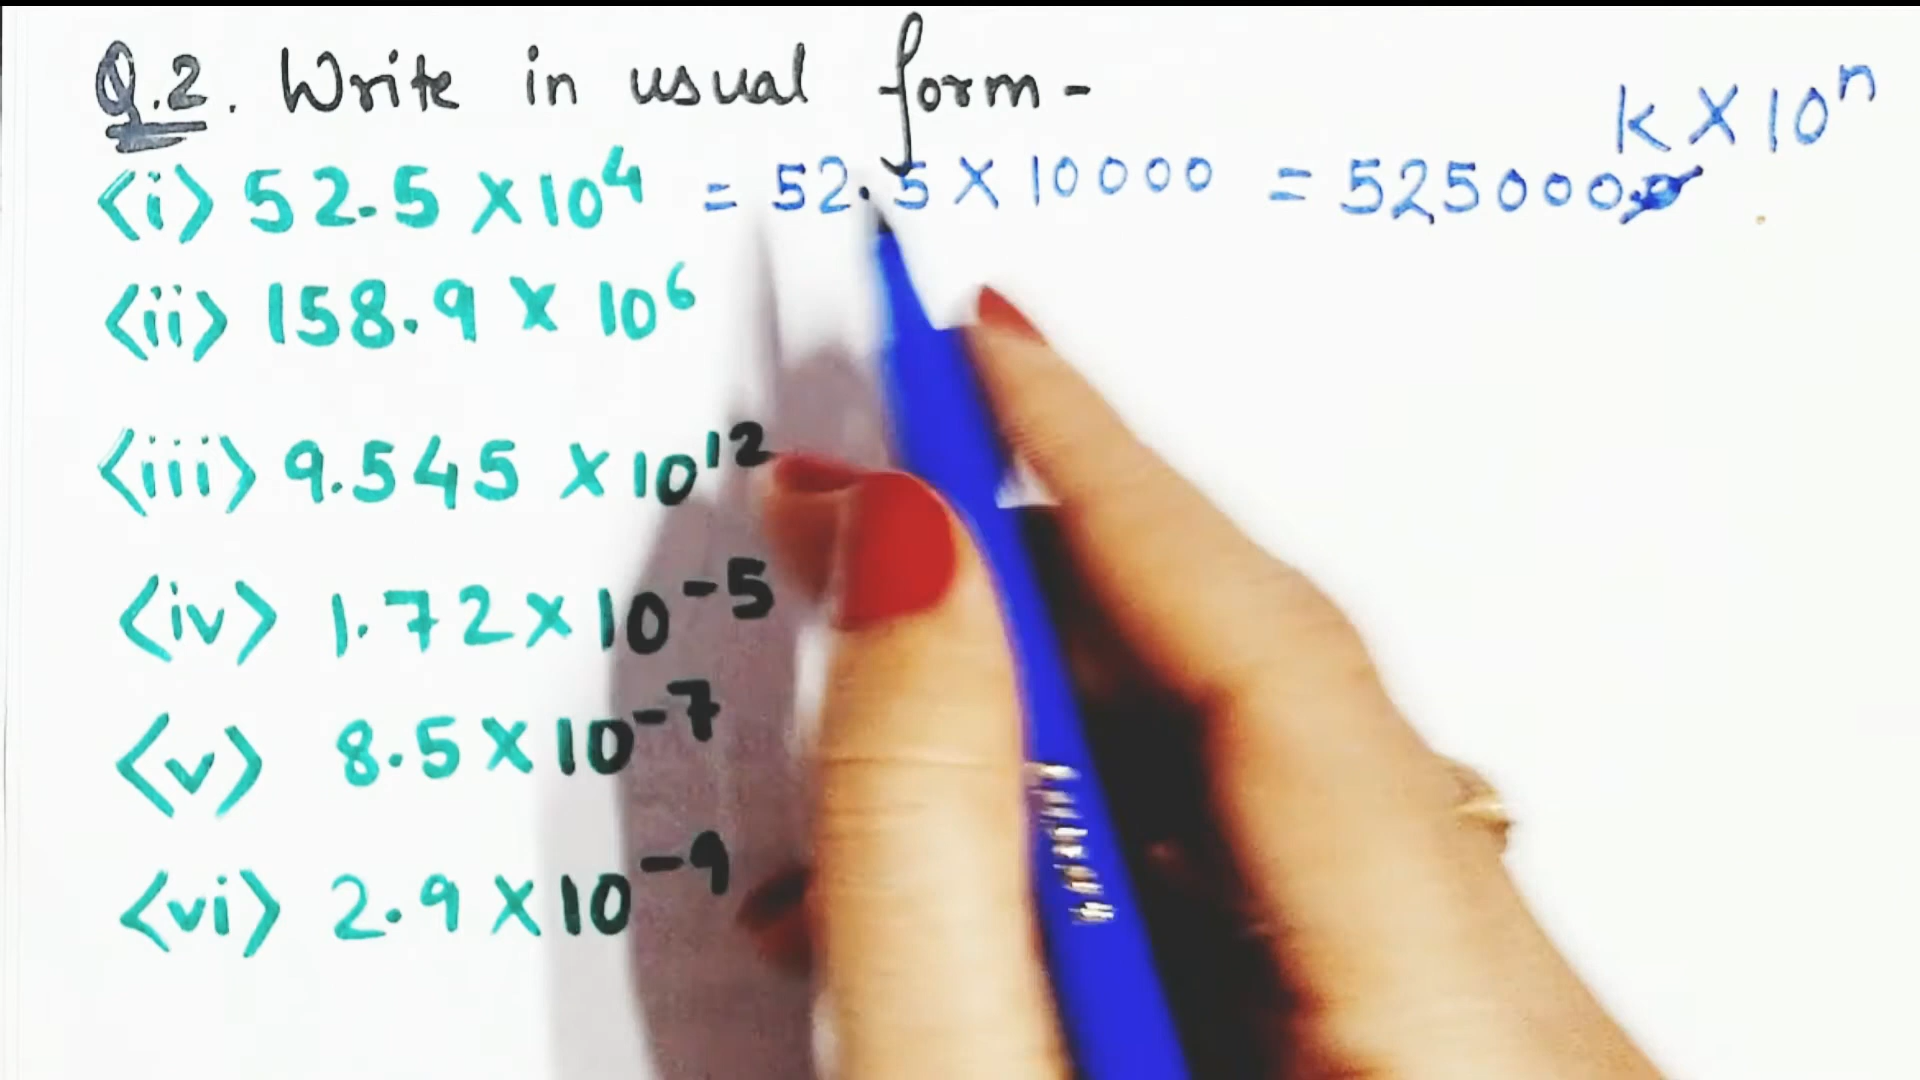 Q.2. Write in usual form-
k X 10ⁿ
<i> 52.5 X 10⁴ = 52.5 X 10000 = 525000
<ii> 158.9 X 10⁶
<iii> 9.545 X 10¹²
<iv> 1.72 X 10⁻⁵
<v> 8.5 X 10⁻⁷
<vi> 2.9 X 10⁻⁹